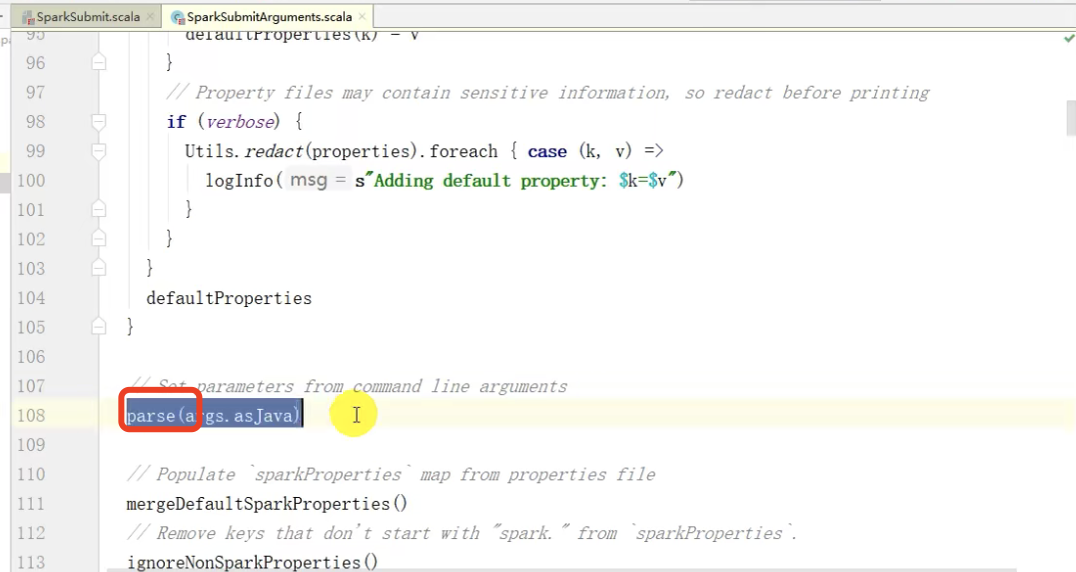 SparkSubmit.scala SparkSubmitArguments.scala
95 defaultProperties(k) = v
96 }
97 // Property files may contain sensitive information, so redact before printing
98 if (verbose) {
99 Utils.redact(properties).foreach { case (k, v) =>
100 logInfo( msg = s"Adding default property: $k=$v")
101 }
102 }
103 }
104 defaultProperties
105 }
106
107 // Set parameters from command line arguments
108 parse(args.asJava)
109
110 // Populate `sparkProperties` map from properties file
111 mergeDefaultSparkProperties()
112 // Remove keys that don't start with "spark." from `sparkProperties`.
113 ignoreNonSparkProperties()